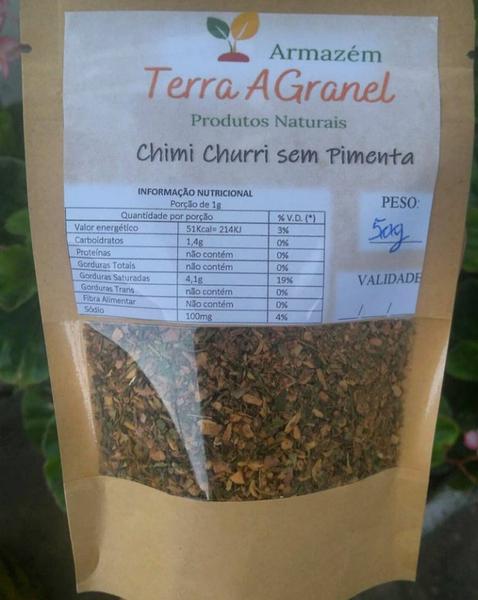 Armazém
Terra AGranel
Produtos Naturais
Chimi Churri sem Pimenta
INFORMAÇÃO NUTRICIONAL
Porção de 1g
Quantidade por porção % V.D. (*)
Valor energético 51Kcal= 214KJ 3%
Carboidratos 1,4g 0%
Proteínas não contém 0%
Gorduras Totais não contém 0%
Gorduras Saturadas 4,1g 19%
Gorduras Trans não contém 0%
Fibra Alimentar Não contém 0%
Sódio 100mg 4%
PESO:
50g
VALIDADE
/ /